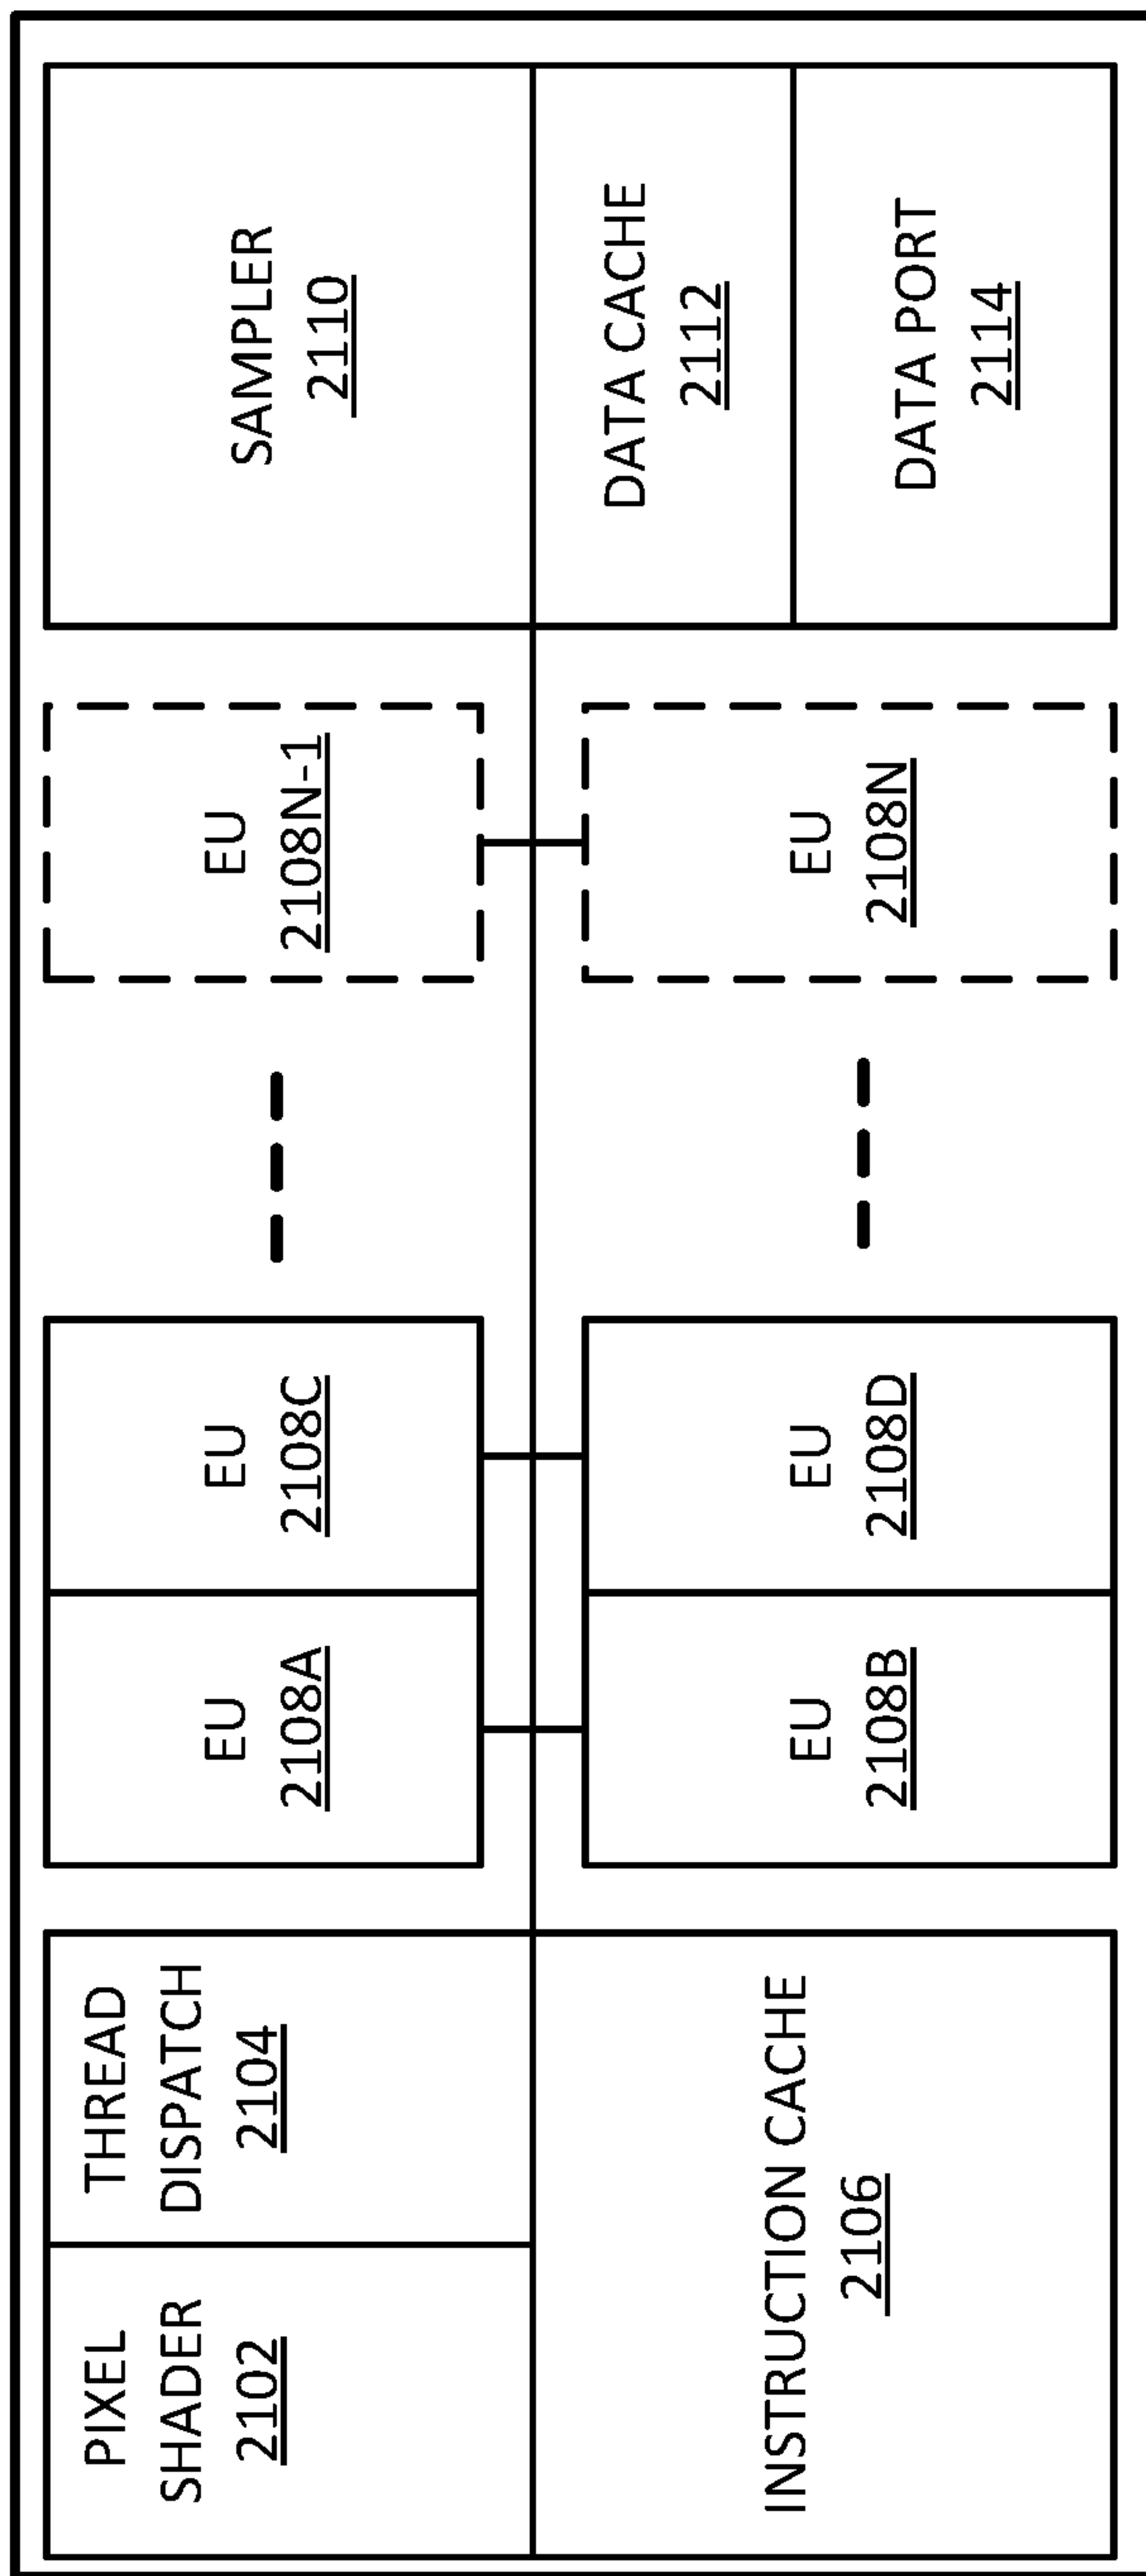 PIXEL
SHADER
2102
THREAD
DISPATCH
2104
INSTRUCTION CACHE
2106
EU
2108A
EU
2108C
EU
2108B
EU
2108D
EU
2108N-1
EU
2108N
SAMPLER
2110
DATA CACHE
2112
DATA PORT
2114